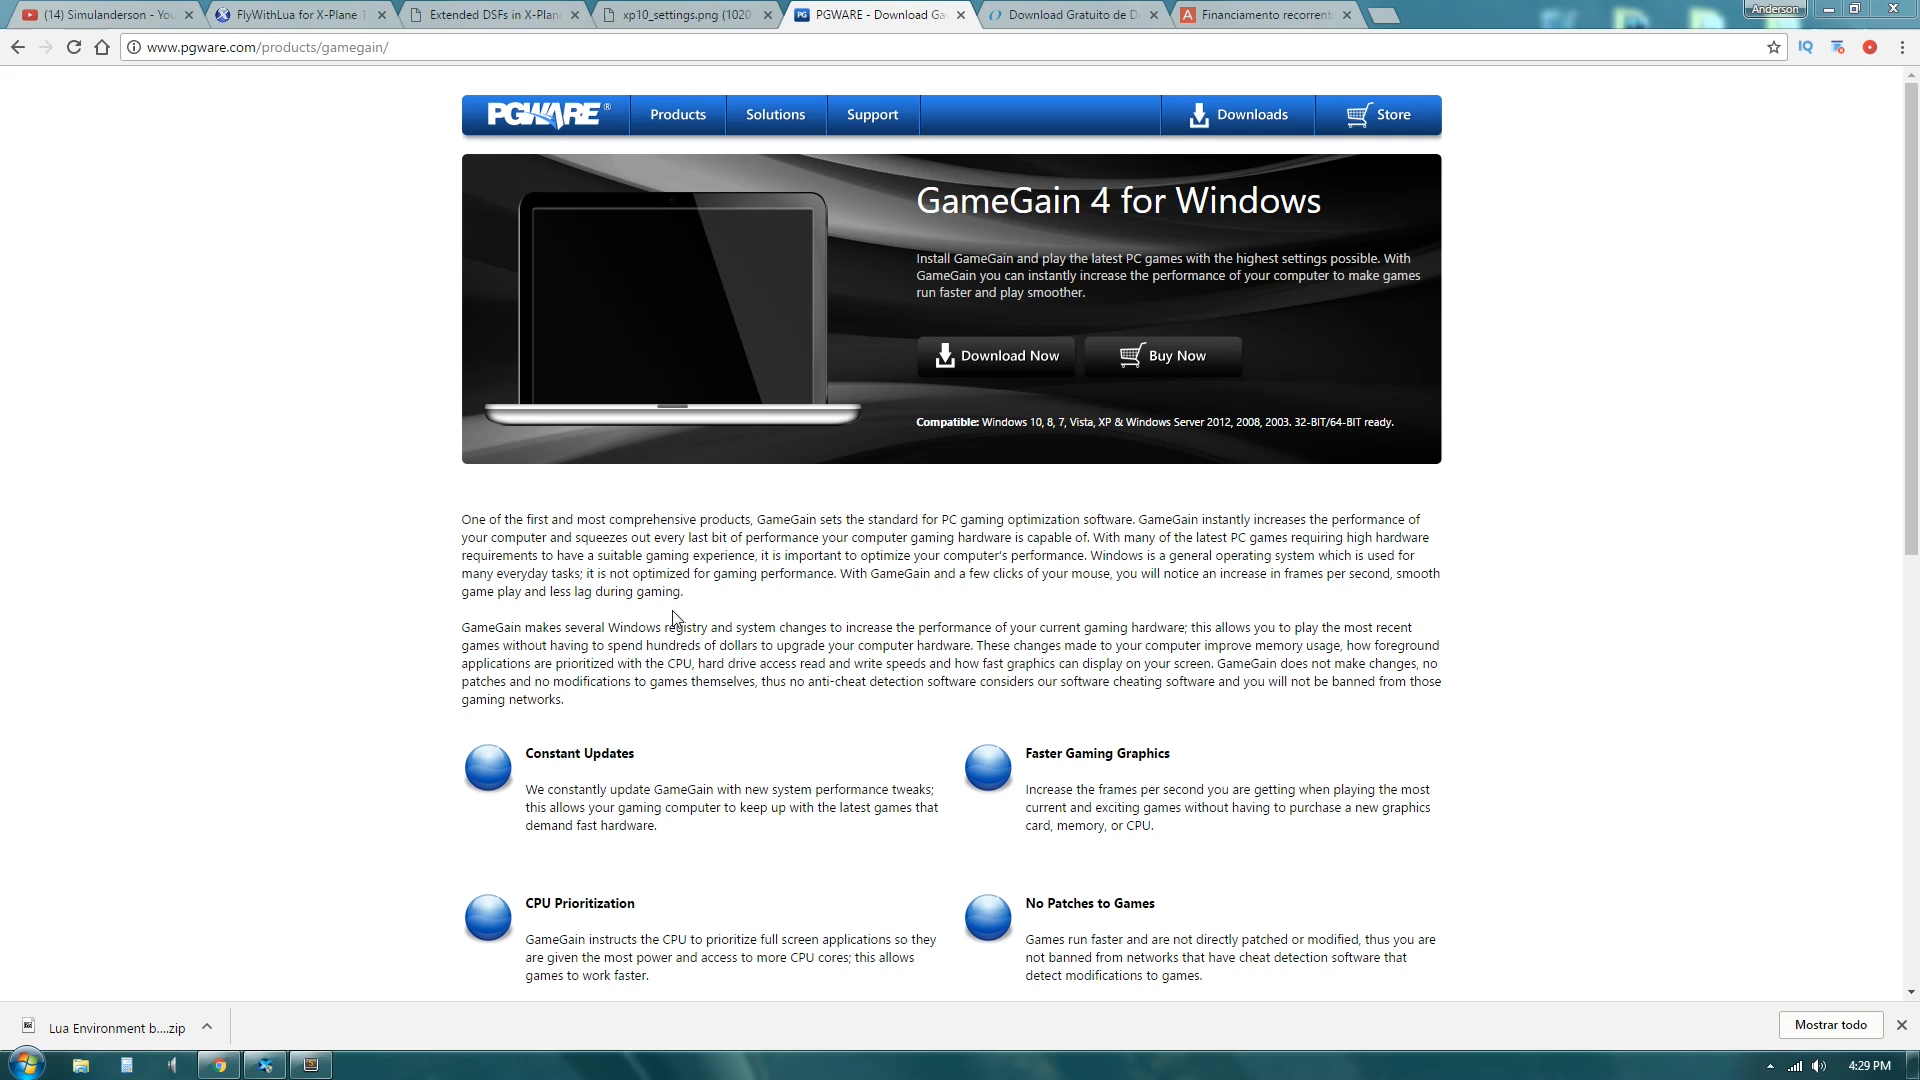 (14) Simulanderson - You
FlyWithLua for X-Plane 1
Extended DSFs in X-Plan
xp10_settings.png (1020
PGWARE - Download Ga
Download Gratuito de D
Financiamento recorrent
Anderson
www.pgware.com/products/gamegain/
IQ
PGWARE®
Products
Solutions
Support
Downloads
Store
GameGain 4 for Windows
Install GameGain and play the latest PC games with the highest settings possible. With
GameGain you can instantly increase the performance of your computer to make games
run faster and play smoother.
Download Now
Buy Now
Compatible: Windows 10, 8, 7, Vista, XP & Windows Server 2012, 2008, 2003. 32-BIT/64-BIT ready.
One of the first and most comprehensive products, GameGain sets the standard for PC gaming optimization software. GameGain instantly increases the performance of
your computer and squeezes out every last bit of performance your computer gaming hardware is capable of. With many of the latest PC games requiring high hardware
requirements to have a suitable gaming experience, it is important to optimize your computer's performance. Windows is a general operating system which is used for
many everyday tasks; it is not optimized for gaming performance. With GameGain and a few clicks of your mouse, you will notice an increase in frames per second, smooth
game play and less lag during gaming.
GameGain makes several Windows registry and system changes to increase the performance of your current gaming hardware; this allows you to play the most recent
games without having to spend hundreds of dollars to upgrade your computer hardware. These changes made to your computer improve memory usage, how foreground
applications are prioritized with the CPU, hard drive access read and write speeds and how fast graphics can display on your screen. GameGain does not make changes, no
patches and no modifications to games themselves, thus no anti-cheat detection software considers our software cheating software and you will not be banned from those
gaming networks.
Constant Updates
We constantly update GameGain with new system performance tweaks;
this allows your gaming computer to keep up with the latest games that
demand fast hardware.
Faster Gaming Graphics
Increase the frames per second you are getting when playing the most
current and exciting games without having to purchase a new graphics
card, memory, or CPU.
CPU Prioritization
GameGain instructs the CPU to prioritize full screen applications so they
are given the most power and access to more CPU cores; this allows
games to work faster.
No Patches to Games
Games run faster and are not directly patched or modified, thus you are
not banned from networks that have cheat detection software that
detect modifications to games.
Lua Environment b....zip
Mostrar todo
4:29 PM